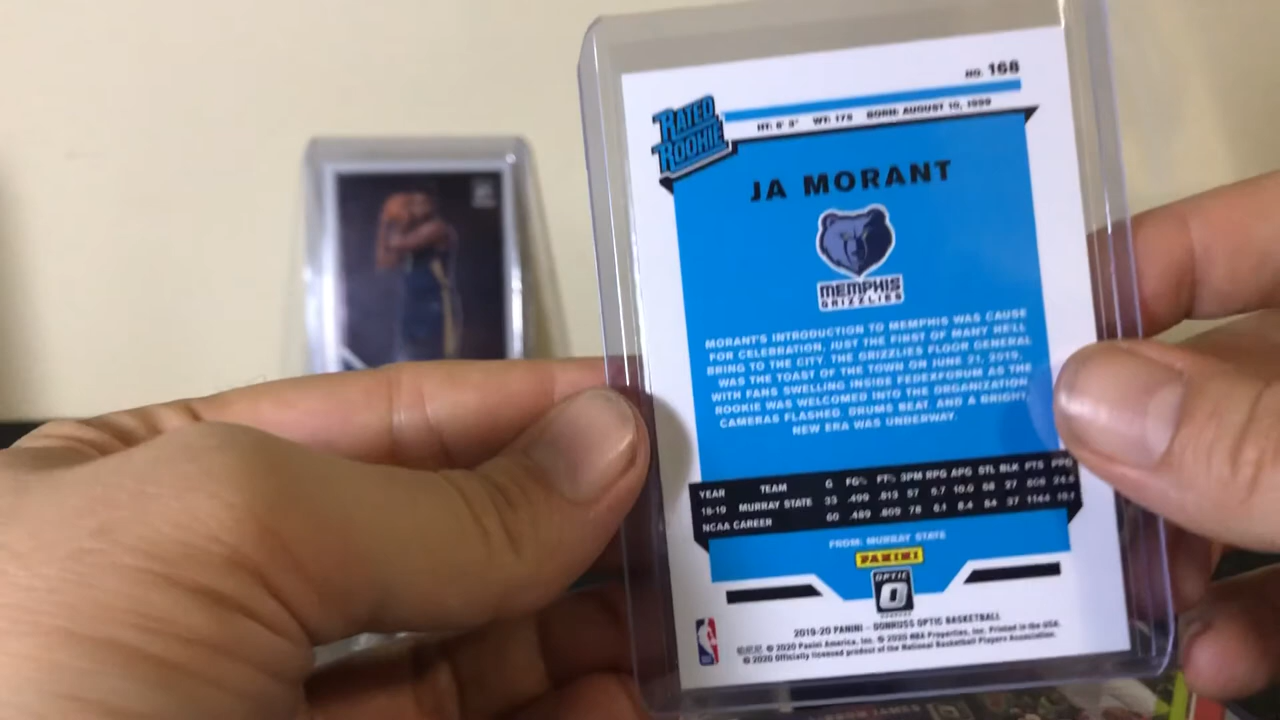 NO. 168
RATED
ROOKIE
HT: 6' 3" WT: 175 BORN: AUGUST 10, 1999
JA MORANT
MEMPHIS
GRIZZLIES
MORANT'S INTRODUCTION TO MEMPHIS WAS CAUSE
FOR CELEBRATION, JUST THE FIRST OF MANY HE'LL
BRING TO THE CITY. THE GRIZZLIES FLOOR GENERAL
WAS THE TOAST OF THE TOWN ON JUNE 21, 2019,
WITH FANS SWELLING INSIDE FEDEXFORUM AS THE
ROOKIE WAS WELCOMED INTO THE ORGANIZATION.
CAMERAS FLASHED, DRUMS BEAT, AND A BRIGHT
NEW ERA WAS UNDERWAY.
YEAR TEAM G FG% FT% 3PM RPG APG STL BLK PTS PPG
18-19 MURRAY STATE 33 .499 .813 57 5.7 10.0 27 808 24.5
NCAA CAREER 60 .489 .809 78 6.1 8.4 37 1144 19.1
FROM: MURRAY STATE
PANINI
OPTIC
O
DONRUSS
2019-20 PANINI - DONRUSS OPTIC BASKETBALL
© 2020 Panini America, Inc. © 2020 NBA Properties, Inc. Printed in the USA.
© 2020 Officially licensed product of the National Basketball Players Association.